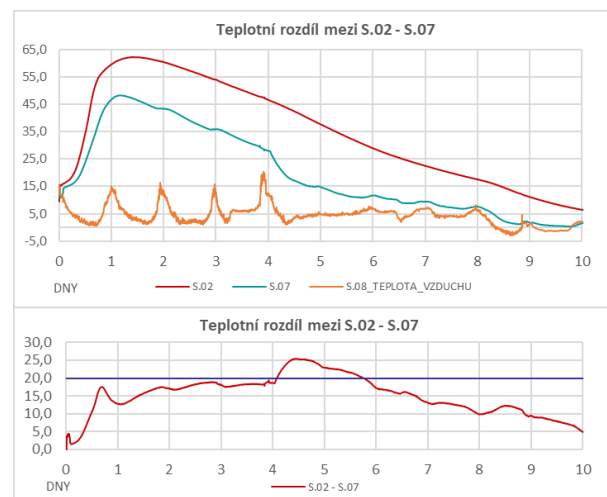 Teplotní rozdíl mezi S.02 - S.07
65,0
55,0
45,0
35,0
25,0
15,0
5,0
-5,0
0 1 2 3 4 5 6 7 8 9 10
DNY
S.02 S.07 S.08_TEPLOTA_VZDUCHU
Teplotní rozdíl mezi S.02 - S.07
30,0
25,0
20,0
15,0
10,0
5,0
0,0
0 1 2 3 4 5 6 7 8 9 10
DNY
S.02 - S.07